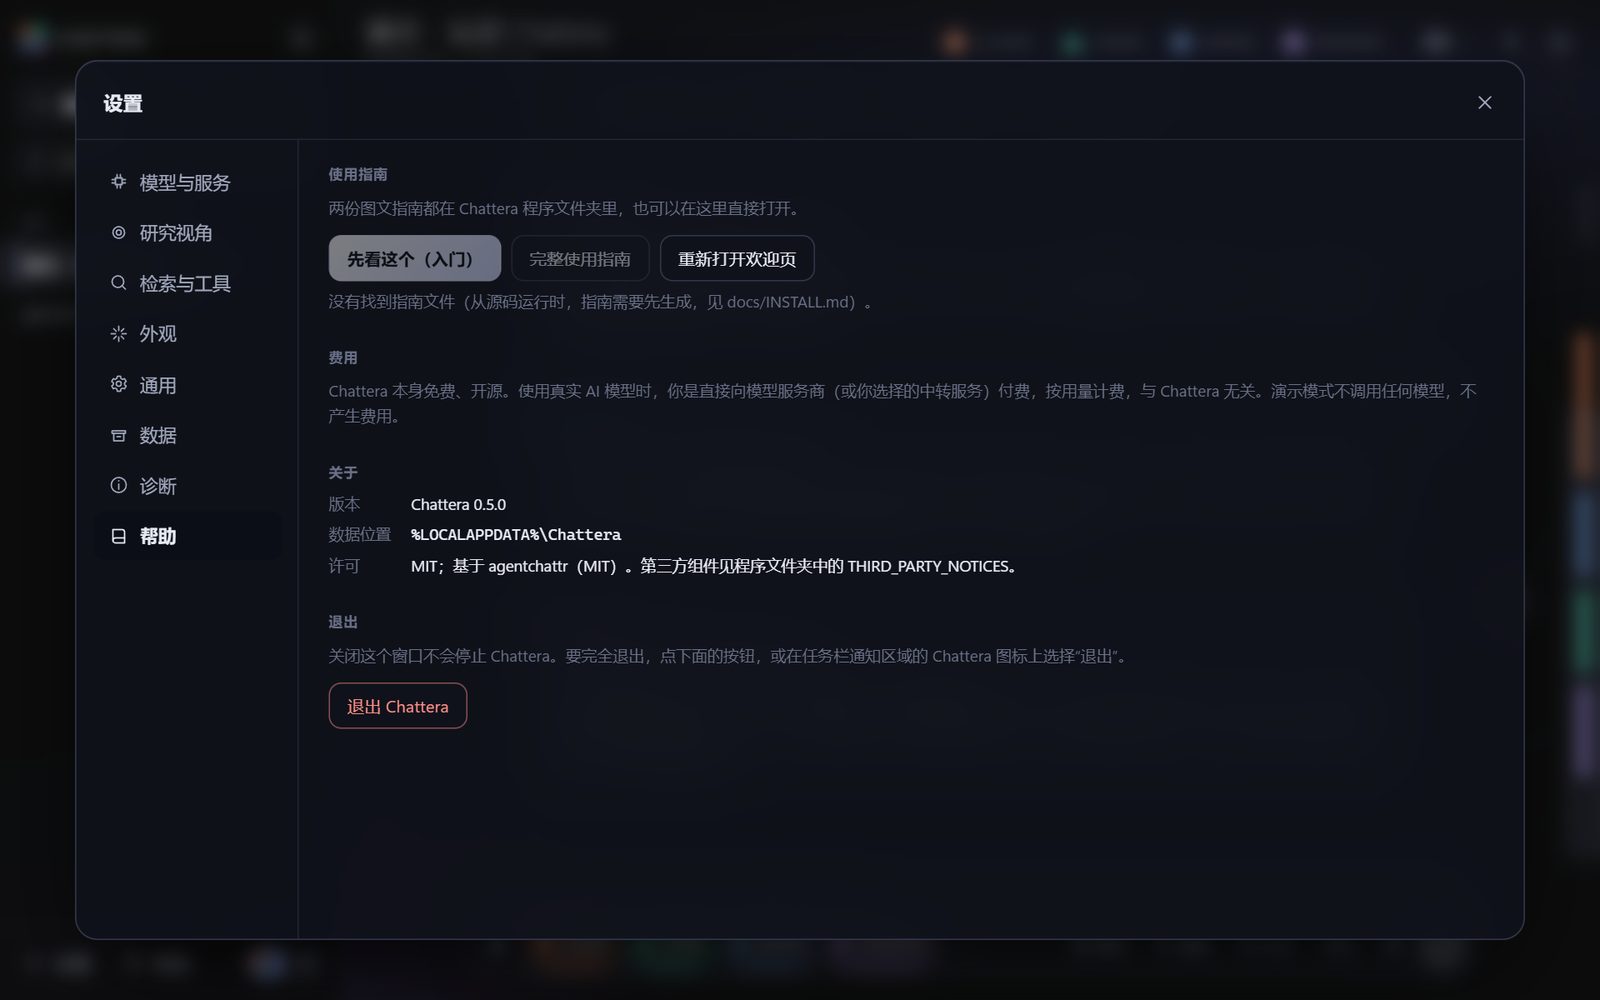 设置
模型与服务
研究视角
检索与工具
外观
通用
数据
诊断
帮助
使用指南
两份图文指南都在 Chattera 程序文件夹里，也可以在这里直接打开。
先看这个（入门）
完整使用指南
重新打开欢迎页
没有找到指南文件（从源码运行时，指南需要先生成，见 docs/INSTALL.md）。
费用
Chattera 本身免费、开源。使用真实 AI 模型时，你是直接向模型服务商（或你选择的中转服务）付费，按用量计费，与 Chattera 无关。演示模式不调用任何模型，不
产生费用。
关于
版本 Chattera 0.5.0
数据位置 %LOCALAPPDATA%\Chattera
许可 MIT；基于 agentchattr（MIT）。第三方组件见程序文件夹中的 THIRD_PARTY_NOTICES。
退出
关闭这个窗口不会停止 Chattera。要完全退出，点下面的按钮，或在任务栏通知区域的 Chattera 图标上选择“退出”。
退出 Chattera